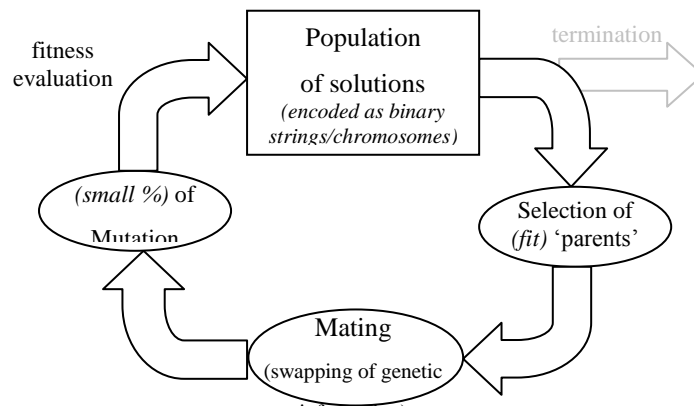 fitness
evaluation
Population
of solutions
(encoded as binary
strings/chromosomes)
termination
Selection of
(fit) ‘parents’
Mating
(swapping of genetic
(small %) of
Mutation